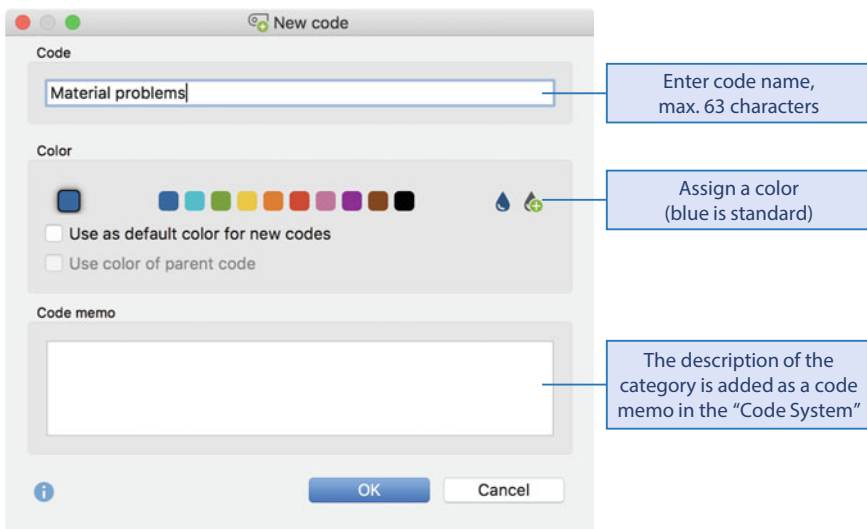 New code
Code
Material problems
Enter code name,
max. 63 characters
Color
Assign a color
(blue is standard)
Use as default color for new codes
Use color of parent code
Code memo
The description of the
category is added as a code
memo in the “Code System”
OK
Cancel